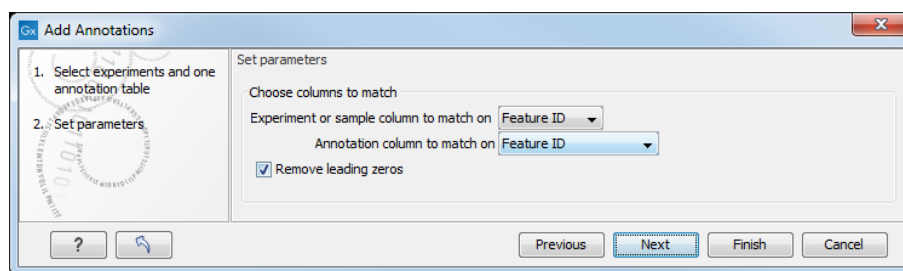 Gx Add Annotations
1. Select experiments and one
annotation table
2. Set parameters
Set parameters
Choose columns to match
Experiment or sample column to match on Feature ID
Annotation column to match on Feature ID
Remove leading zeros
? Previous Next Finish Cancel